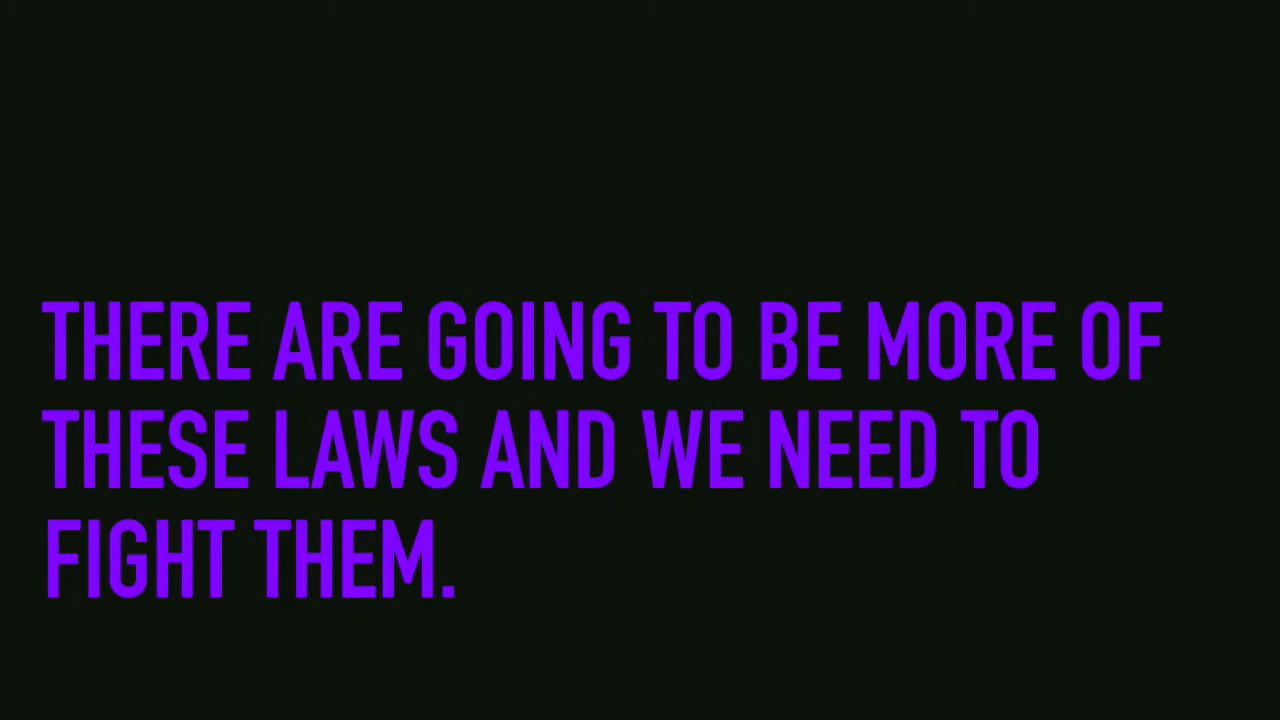 THERE ARE GOING TO BE MORE OF
THESE LAWS AND WE NEED TO
FIGHT THEM.